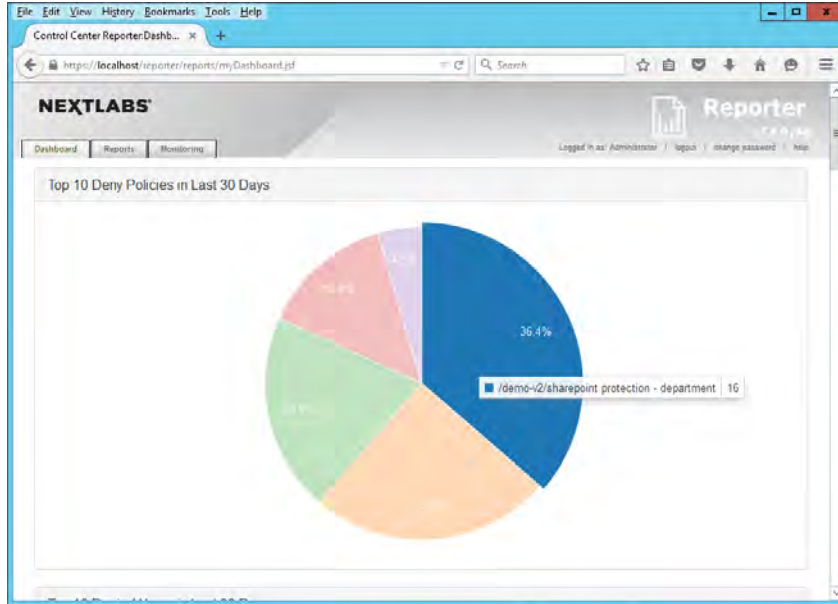 File Edit View History Bookmarks Tools Help
Control Center Reporter:Dashb... × +
https://localhost/reporter/reports/myDashboard.jsf Search
NEXTLABS®
Reporter
Dashboard Reports Monitoring
Logged in as: Administrator | logout | change password | help
Top 10 Deny Policies in Last 30 Days
36.4%
/demo-v2/sharepoint protection - department 16